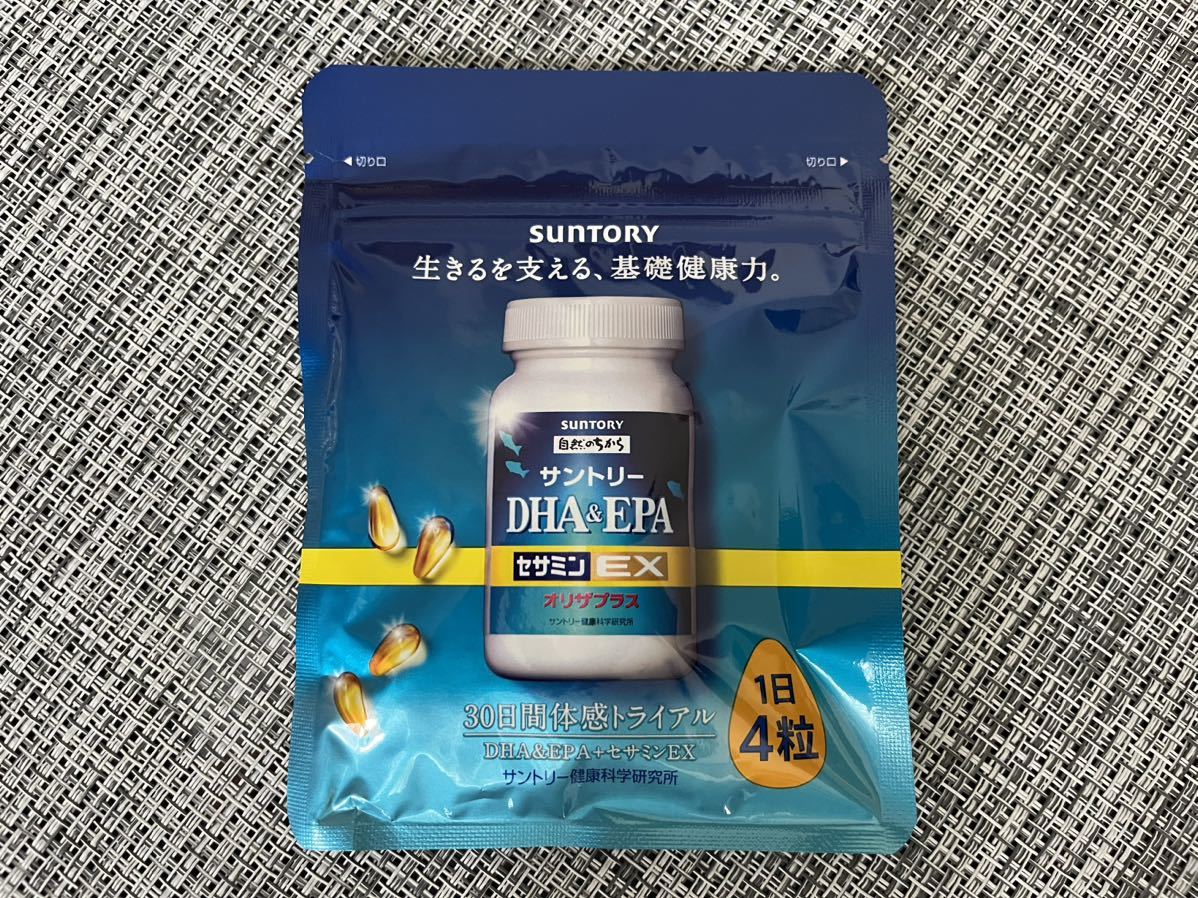 ◀切り口
切り口▶
SUNTORY
生きるを支える、基礎健康力。
SUNTORY
自然のちから
サントリー
DHA&EPA
セサミン EX
オリザプラス
サントリー健康科学研究所
1日
4粒
30日間体感トライアル
DHA&EPA+セサミンEX
サントリー健康科学研究所